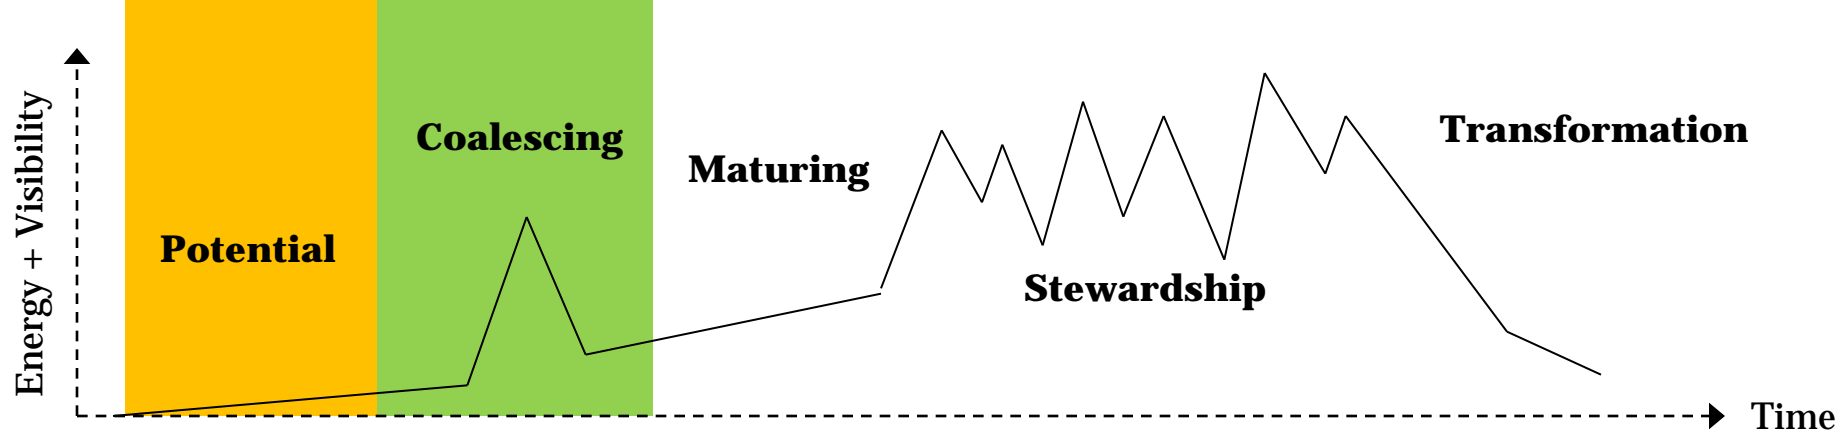 Energy + Visibility
Potential
Coalescing
Maturing
Stewardship
Transformation
Time